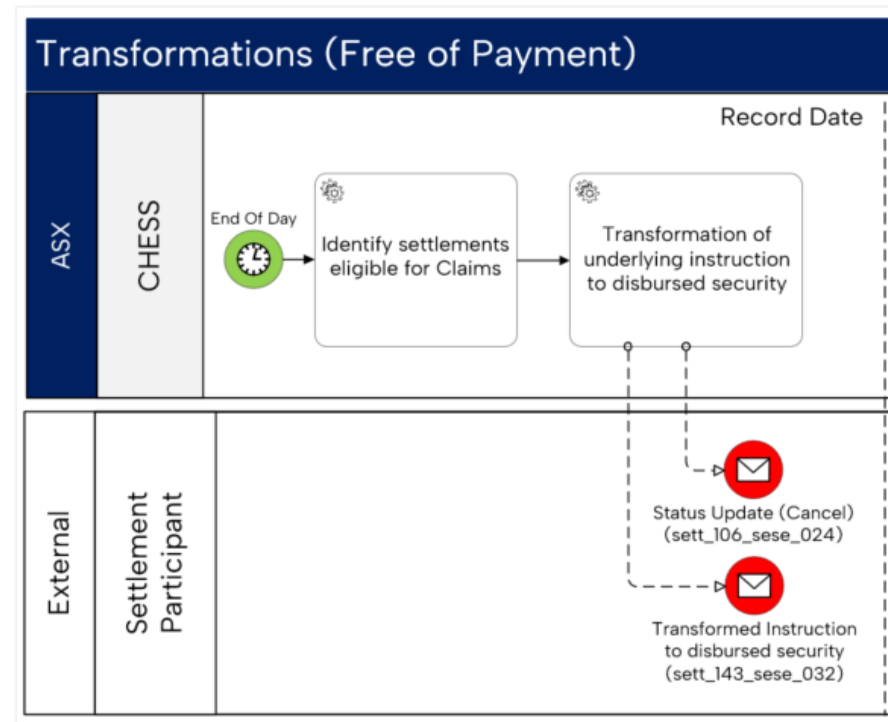 Transformations (Free of Payment)
Record Date
ASX
CHESS
End Of Day
Identify settlements
eligible for Claims
Transformation of
underlying instruction
to disbursed security
External
Settlement
Participant
Status Update (Cancel)
(sett_106_sese_024)
Transformed Instruction
to disbursed security
(sett_143_sese_032)